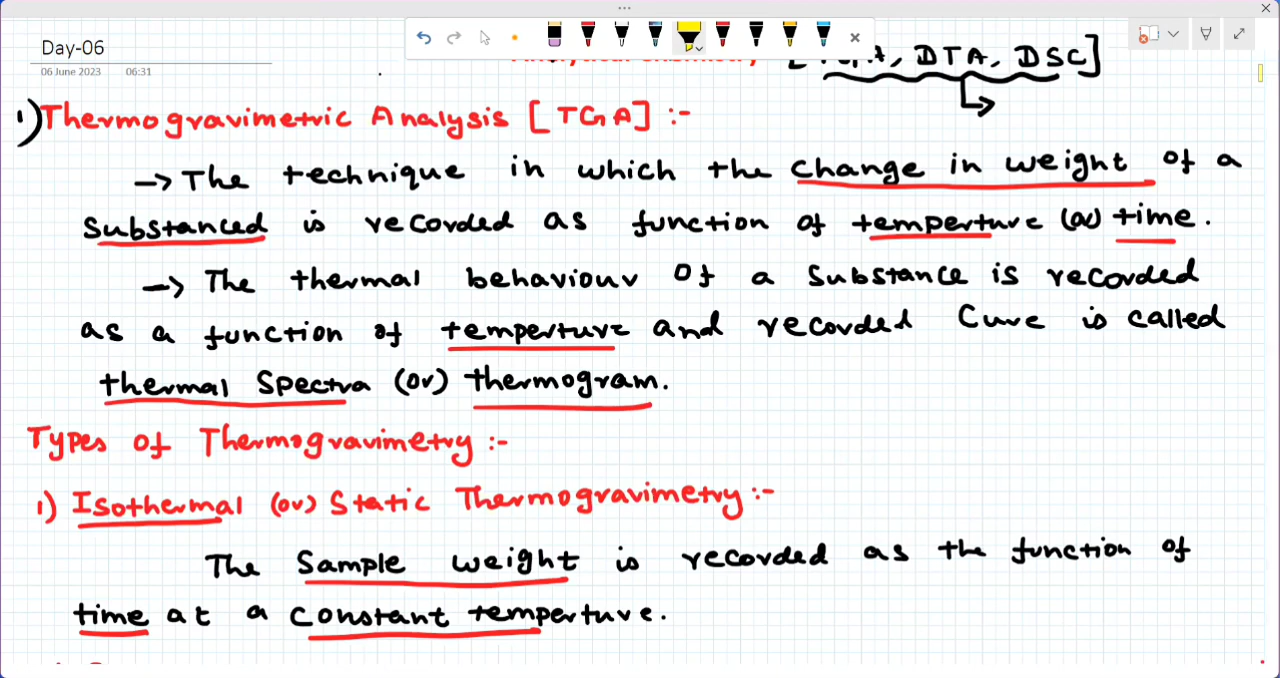 Day-06
06 June 2023 06:31
[TGA, DTA, DSC]
1) Thermogravimetric Analysis [TGA] :-
→ The technique in which the change in weight of a
Substanced is recorded as function of temperture (or) time.
→ The thermal behaviour of a Substance is recorded
as a function of temperture and recorded Curve is called
thermal Spectra (or) thermogram.
Types of Thermogravimetry :-
1) Isothermal (or) Static Thermogravimetry :-
The Sample weight is recorded as the function of
time at a constant temperture.